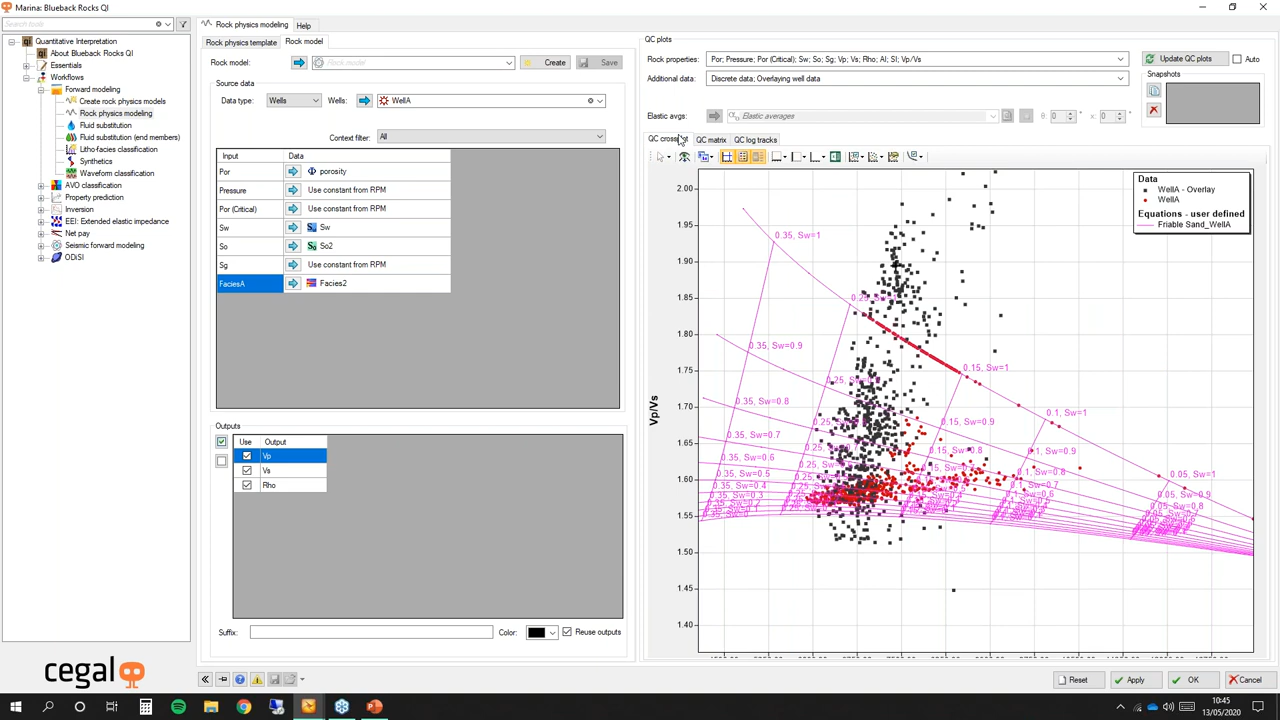 Marina: Blueback Rocks QI
Search tools
Quantitative Interpretation
About Blueback Rocks QI
Essentials
Workflows
Forward modeling
Create rock physics models
Rock physics modeling
Fluid substitution
Fluid substitution (end members)
Litho-facies classification
Synthetics
Waveform classification
AVO classification
Property prediction
Inversion
EEI: Extended elastic impedance
Net pay
Seismic forward modeling
ODiSI
cegal
Rock physics modeling Help
Rock physics template Rock model
Rock model: Rock model Create Save
Source data
Data type: Wells Wells: WellA
Context filter: All
Input Data
Por porosity
Pressure Use constant from RPM
Por (Critical) Use constant from RPM
Sw Sw
So So2
Sg Use constant from RPM
FaciesA Facies2
Outputs
Use Output
Vp
Vs
Rho
Suffix: Color: Reuse outputs
QC plots
Rock properties: Por; Pressure; Por (Critical); Sw; So; Sg; Vp; Vs; Rho; AI; SI; Vp/Vs
Update QC plots Auto
Additional data: Discrete data; Overlaying well data
Snapshots
Elastic avgs: Elastic averages θ: 0 ° κ: 0 °
QC matrix QC log tracks
Data
WellA - Overlay
WellA
Equations - user defined
Friable Sand_WellA
Vp/Vs
2.00
1.95
1.90
1.85
1.80
1.75
1.70
1.65
1.60
1.55
1.50
1.45
1.40
0.35, Sw=1
0.15, Sw=1
0.35, Sw=0.9
0.1, Sw=1
0.35, Sw=0.8
0.15, Sw=0.9
0.35, Sw=0.7
0.1, Sw=0.9
0.35, Sw=0.6
0.1, Sw=0.8
0.05, Sw=1
0.35, Sw=0.5
0.35, Sw=0.4
0.05, Sw=0.9
0.05, Sw=0.8
Reset Apply OK Cancel
10:45
13/05/2020